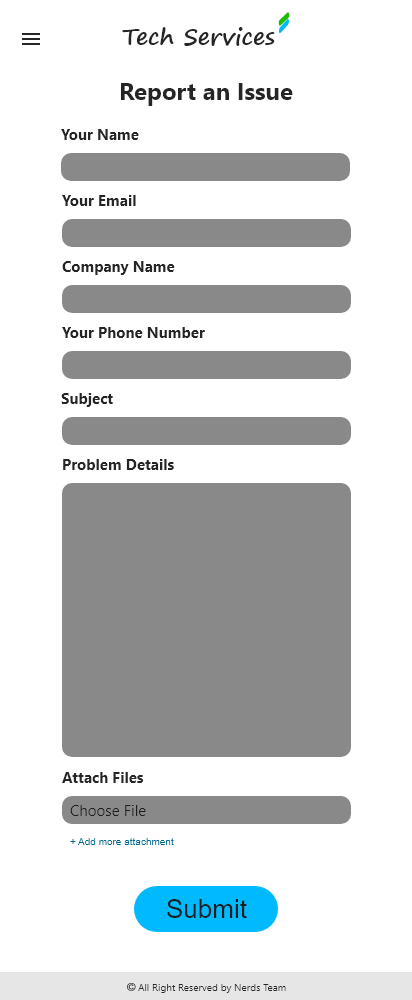 Tech Services
Report an Issue
Your Name
Your Email
Company Name
Your Phone Number
Subject
Problem Details
Attach Files
Choose File
+ Add more attachment
Submit
© All Right Reserved by Nerds Team